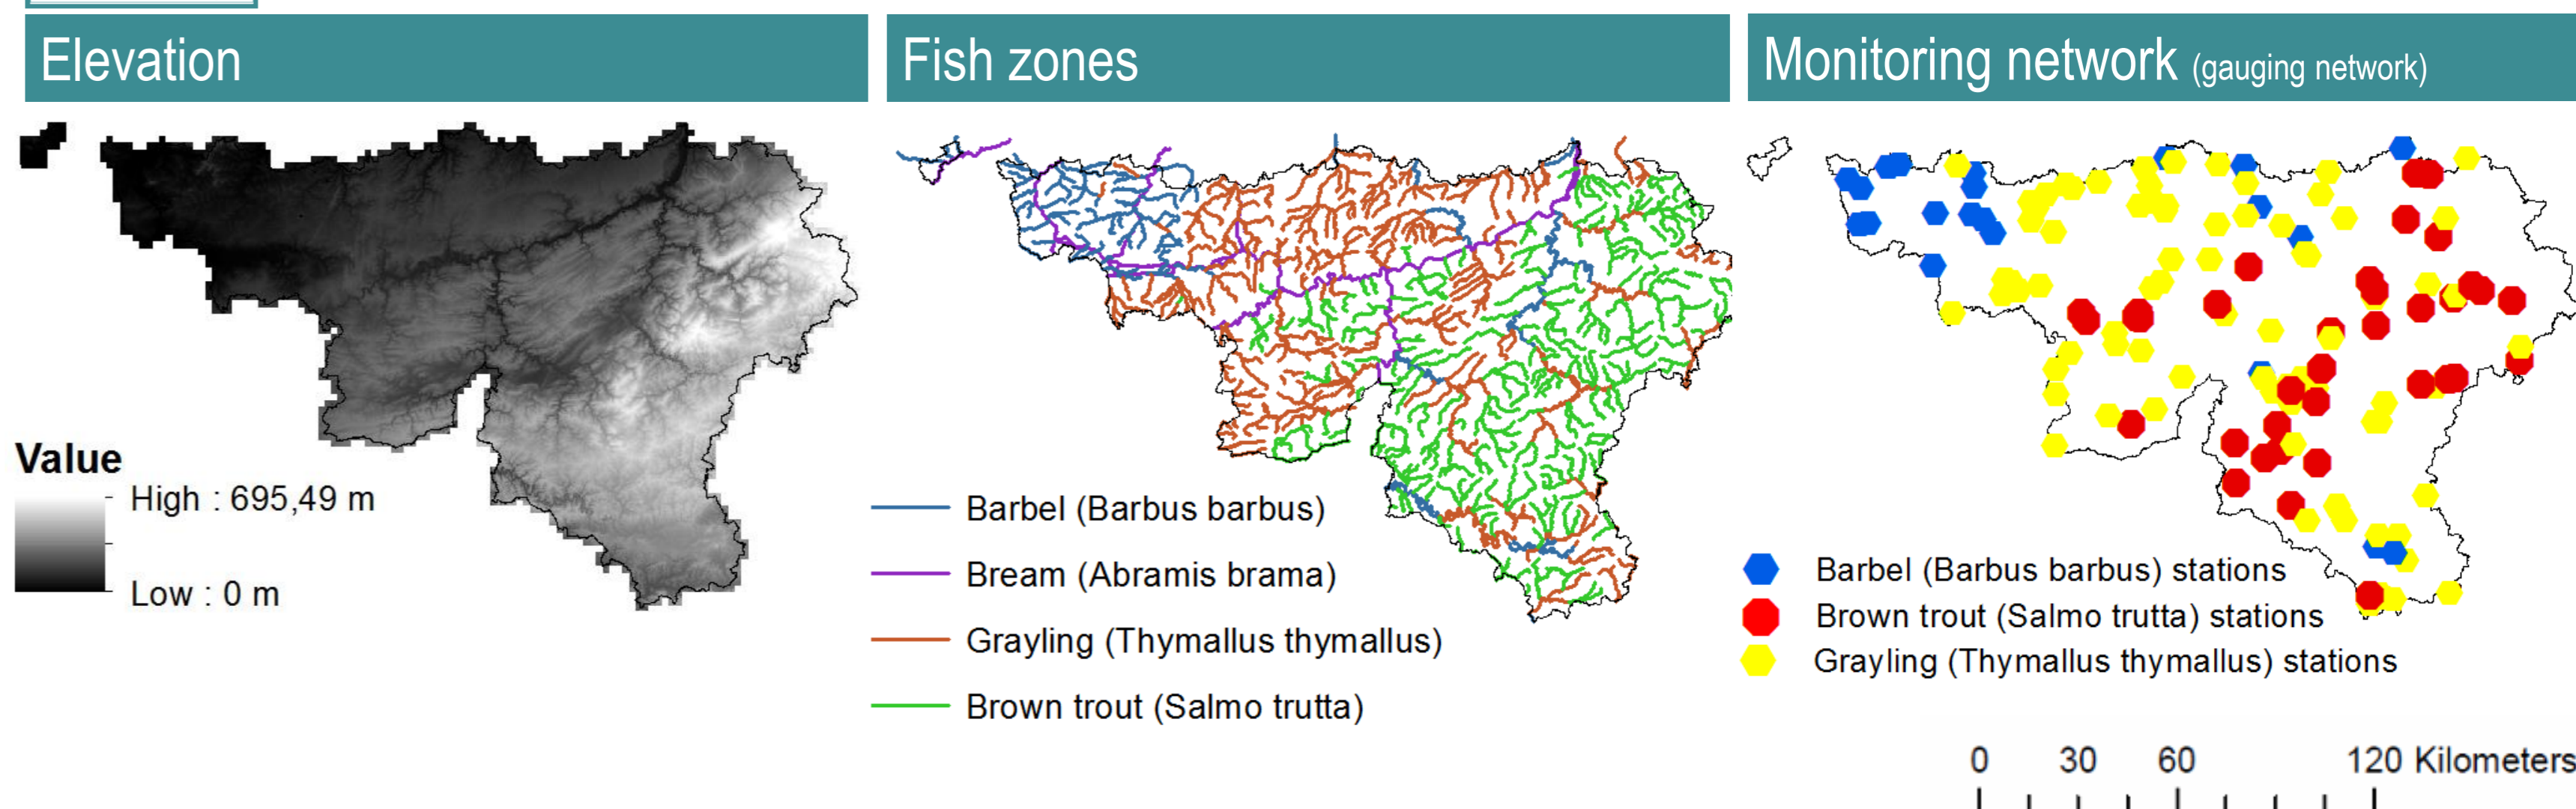 Elevation
Fish zones
Monitoring network (gauging network)
Value
High : 695,49 m
Low : 0 m
Barbel (Barbus barbus)
Bream (Abramis brama)
Grayling (Thymallus thymallus)
Brown trout (Salmo trutta)
Barbel (Barbus barbus) stations
Brown trout (Salmo trutta) stations
Grayling (Thymallus thymallus) stations
0 30 60 120 Kilometers